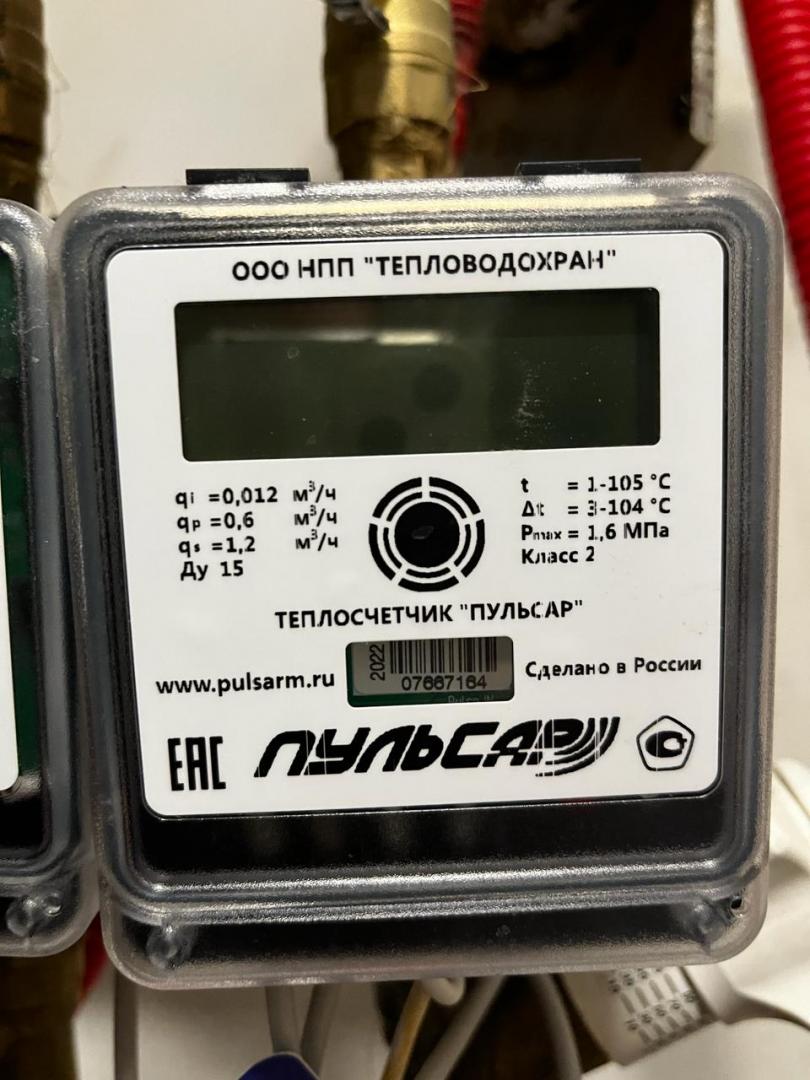 ООО НПП "ТЕПЛОВОДОХРАН"
qi =0,012 м³/ч
qp =0,6 м³/ч
qs =1,2 м³/ч
Ду 15
t = 1-105 °C
Δt = 3-104 °C
Pmax = 1,6 МПа
Класс 2
ТЕПЛОСЧЕТЧИК "ПУЛЬСАР"
www.pulsarm.ru
2022
07667164
Сделано в России
EAC
ПУЛЬСАР